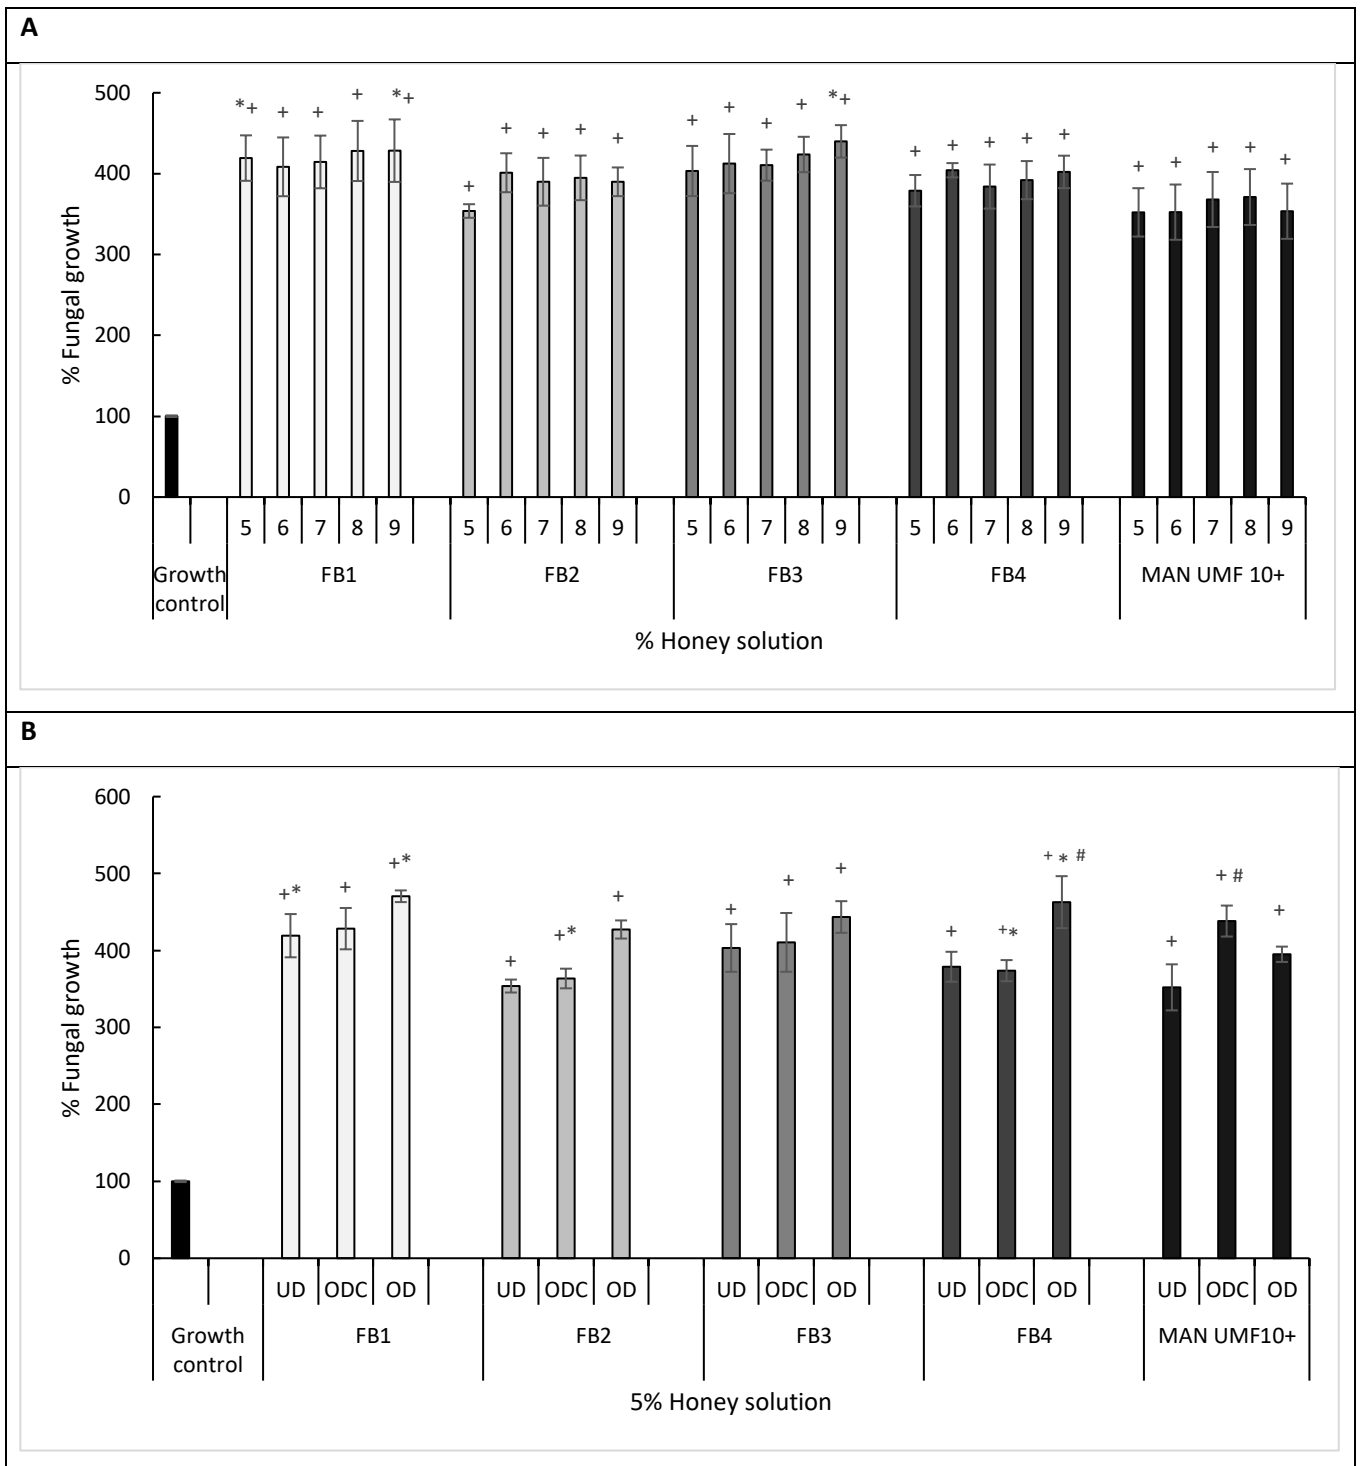 A
*+ + + + *+
+ + + + +
+ + + + *+
+ + + + +
+ + + + +
500
400
300
200
100
0
% Fungal growth
5 6 7 8 9 5 6 7 8 9 5 6 7 8 9 5 6 7 8 9 5 6 7 8 9
Growth control FB1 FB2 FB3 FB4 MAN UMF 10+
% Honey solution
B
+* + +*
+ +* +
+ + +
+ +* +*#
+ +# +
600
500
400
300
200
100
0
% Fungal growth
UD ODC OD UD ODC OD UD ODC OD UD ODC OD UD ODC OD
Growth control FB1 FB2 FB3 FB4 MAN UMF10+
5% Honey solution